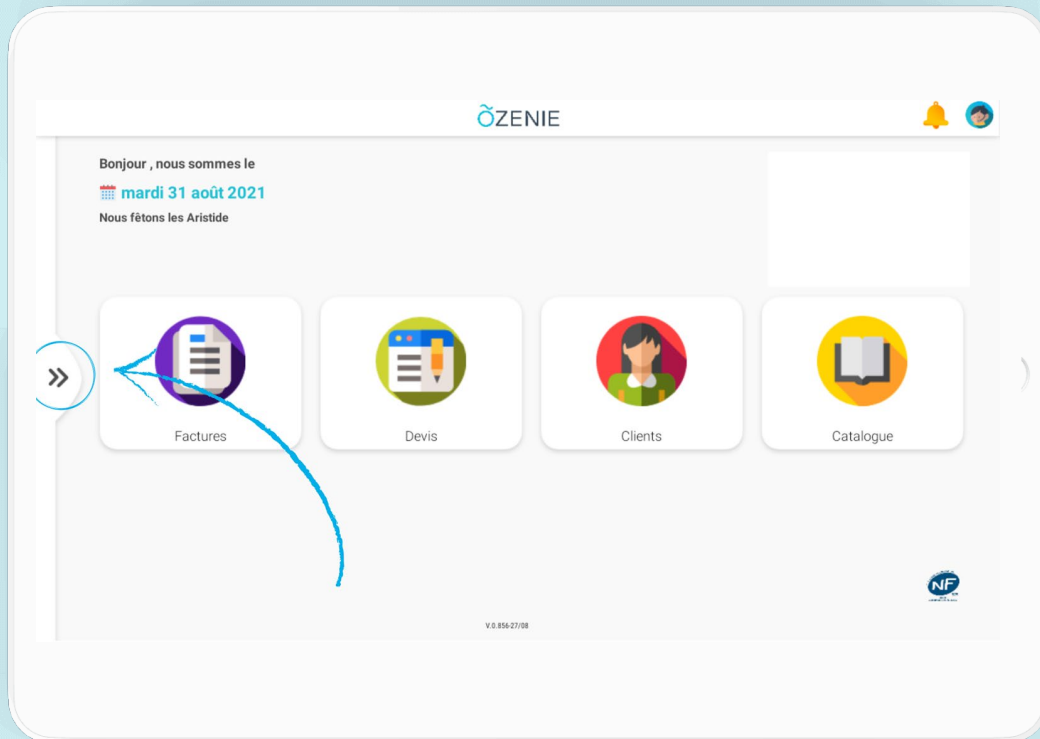 ÕZENIE
Bonjour , nous sommes le
mardi 31 août 2021
Nous fêtons les Aristide
Factures
Devis
Clients
Catalogue
NF
V.0.856-27/08